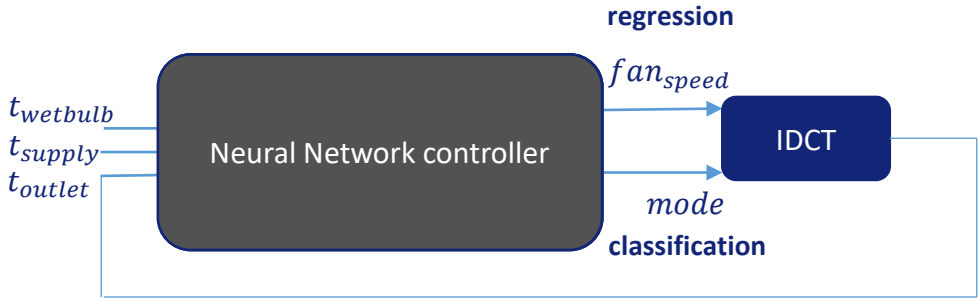 regression
fan_speed
t_wetbulb
t_supply
t_outlet
Neural Network controller
IDCT
mode
classification